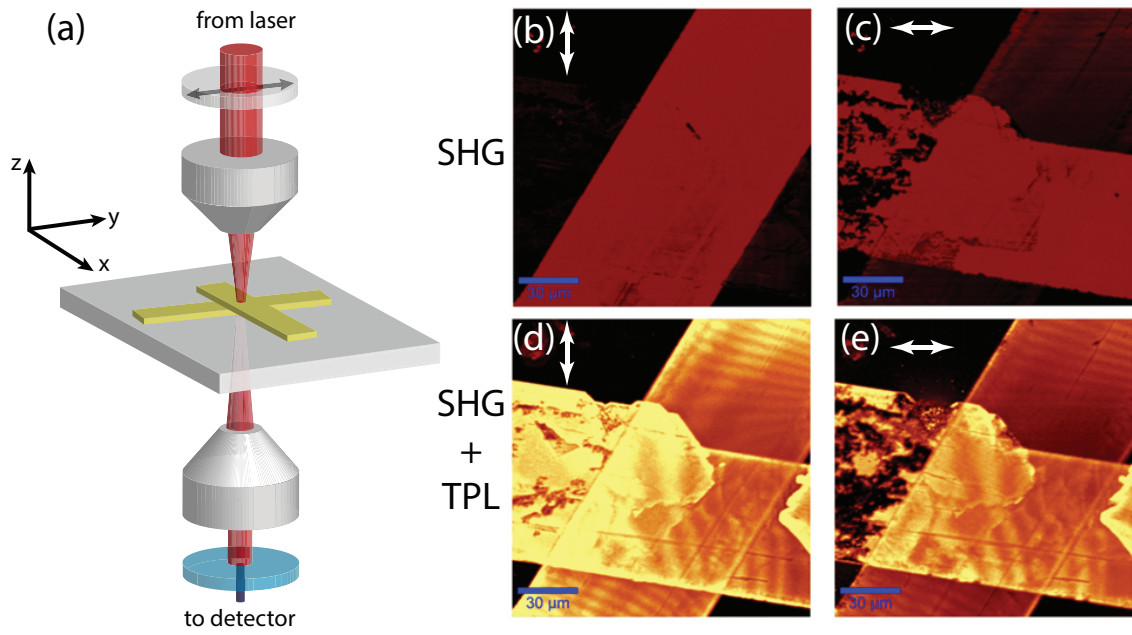 (a)
from laser
z
y
x
to detector
SHG
(b)
30 µm
(c)
30 µm
SHG
+
TPL
(d)
30 µm
(e)
30 µm